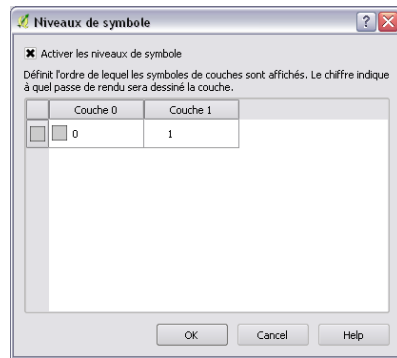 Niveaux de symbole
Activer les niveaux de symbole
Définit l'ordre de lequel les symboles de couches sont affichés. Le chiffre indique
à quel passe de rendu sera dessiné la couche.
Couche 0 Couche 1
0 1
OK Cancel Help